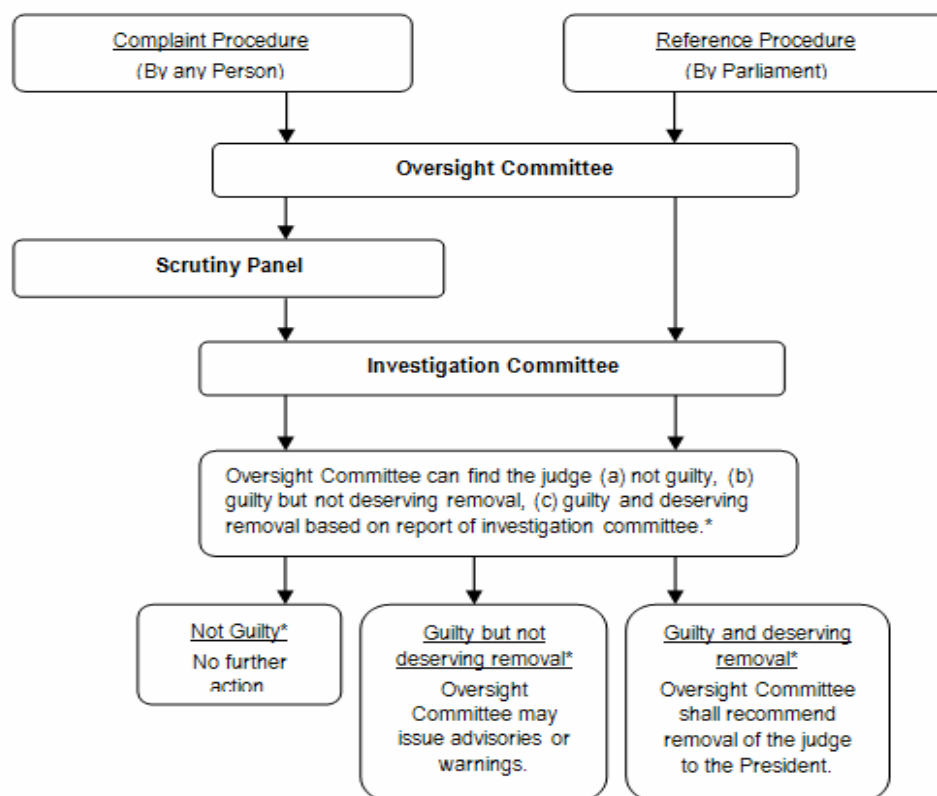 Complaint Procedure
(By any Person)
Reference Procedure
(By Parliament)
Oversight Committee
Scrutiny Panel
Investigation Committee
Oversight Committee can find the judge (a) not guilty, (b)
guilty but not deserving removal, (c) guilty and deserving
removal based on report of investigation committee.*
Not Guilty*
No further
action
Guilty but not
deserving removal*
Oversight
Committee may
issue advisories or
warnings.
Guilty and deserving
removal*
Oversight Committee
shall recommend
removal of the judge
to the President.